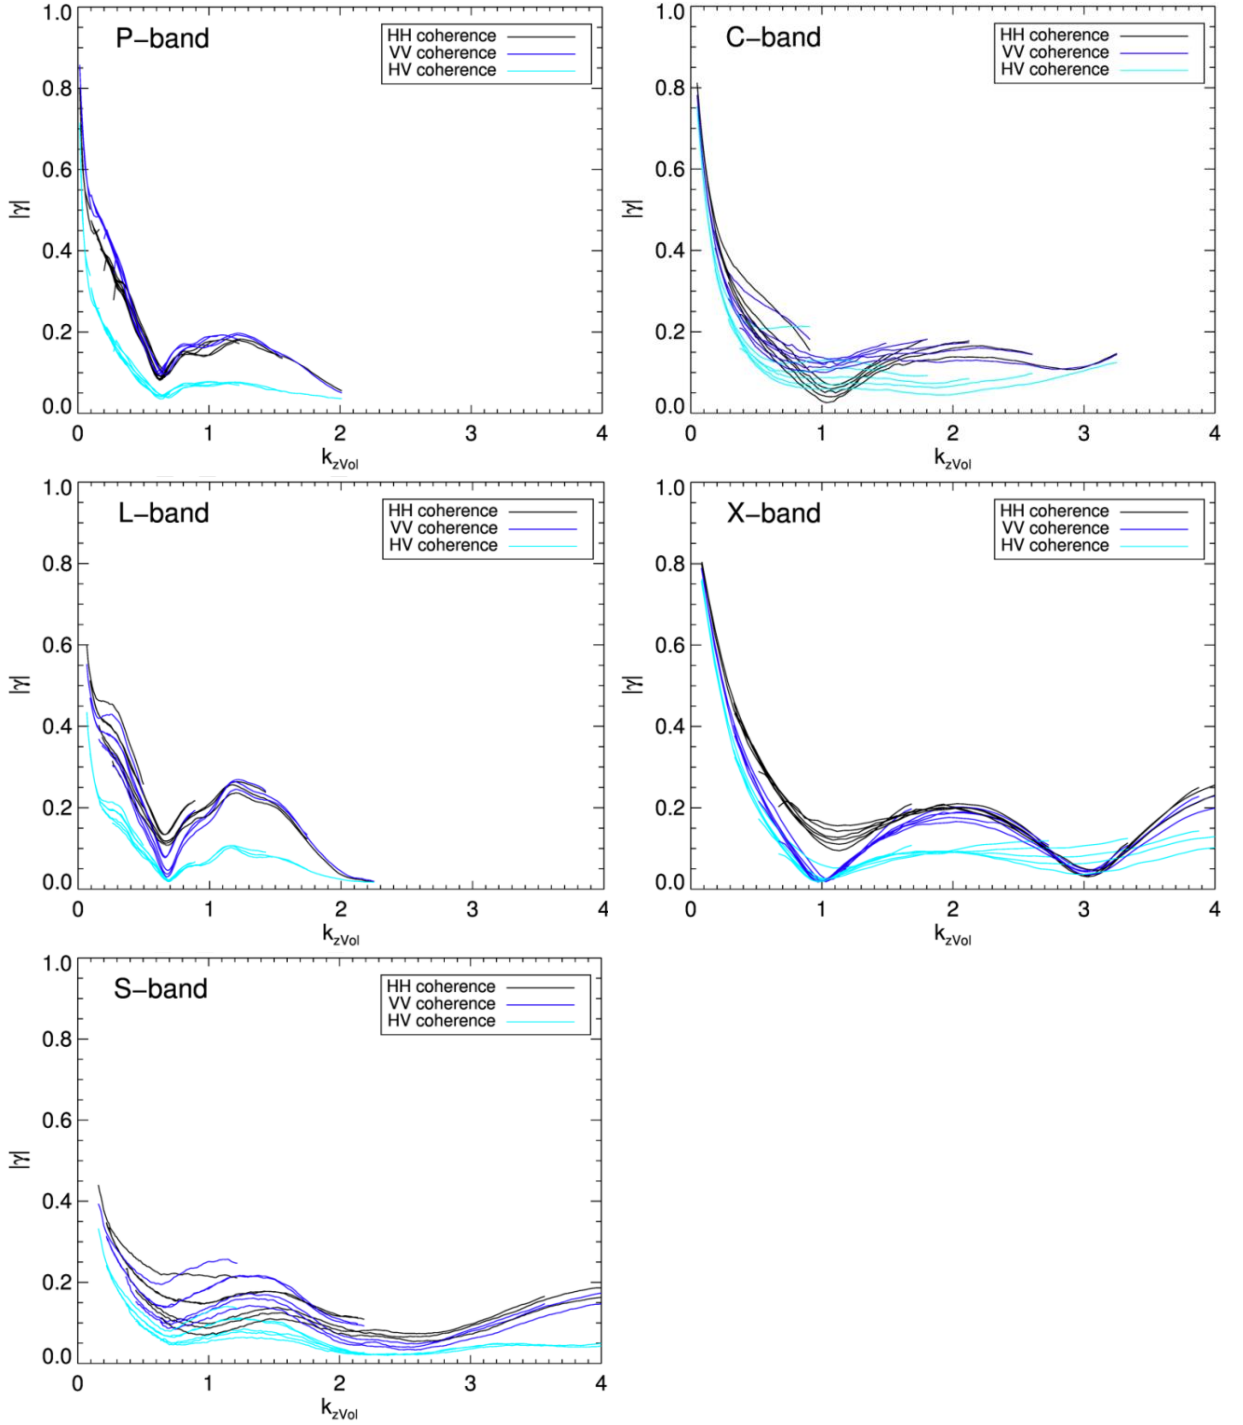 P-band
HH coherence
VV coherence
HV coherence
1.0
0.8
0.6
0.4
0.2
0.0
|γ|
0 1 2 3 4
kzVol
C-band
HH coherence
VV coherence
HV coherence
1.0
0.8
0.6
0.4
0.2
0.0
|γ|
0 1 2 3 4
kzVol
L-band
HH coherence
VV coherence
HV coherence
1.0
0.8
0.6
0.4
0.2
0.0
|γ|
0 1 2 3 4
kzVol
X-band
HH coherence
VV coherence
HV coherence
1.0
0.8
0.6
0.4
0.2
0.0
|γ|
0 1 2 3 4
kzVol
S-band
HH coherence
VV coherence
HV coherence
1.0
0.8
0.6
0.4
0.2
0.0
|γ|
0 1 2 3 4
kzVol